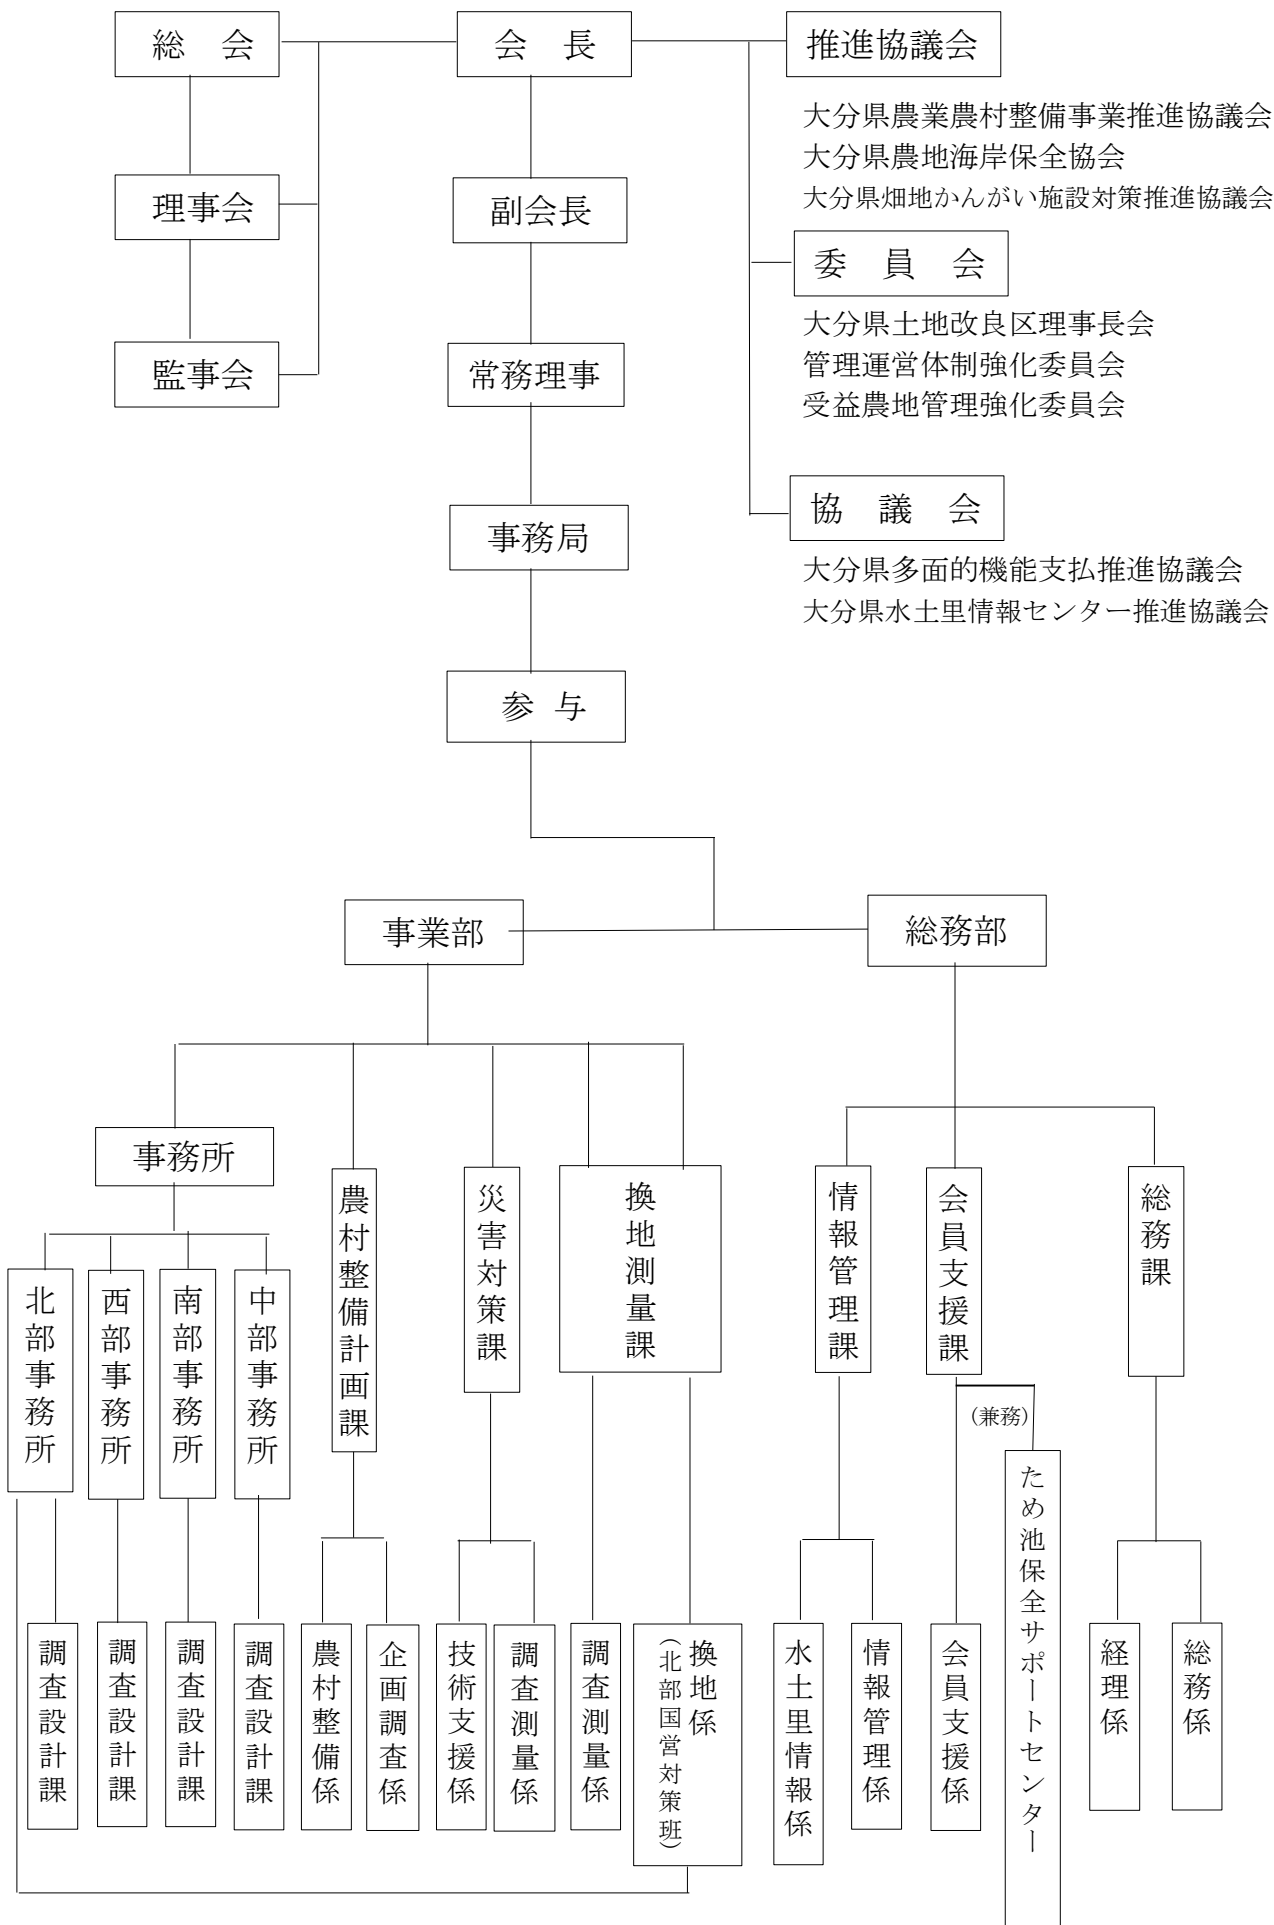 総　会
会　長
推進協議会
大分県農業農村整備事業推進協議会
大分県農地海岸保全協会
大分県畑地かんがい施設対策推進協議会
理事会
副会長
委　員　会
大分県土地改良区理事長会
管理運営体制強化委員会
受益農地管理強化委員会
監事会
常務理事
協　議　会
大分県多面的機能支払推進協議会
大分県水土里情報センター推進協議会
事務局
参 与
事業部
総務部
事務所
農村整備計画課
災害対策課
換地測量課
情報管理課
会員支援課
総務課
北部事務所
西部事務所
南部事務所
中部事務所
（兼務）
ため池保全サポートセンター
調査設計課
調査設計課
調査設計課
調査設計課
農村整備係
企画調査係
技術支援係
調査測量係
調査測量係
換地係
（北部国営対策班）
水土里情報係
情報管理係
会員支援係
経理係
総務係